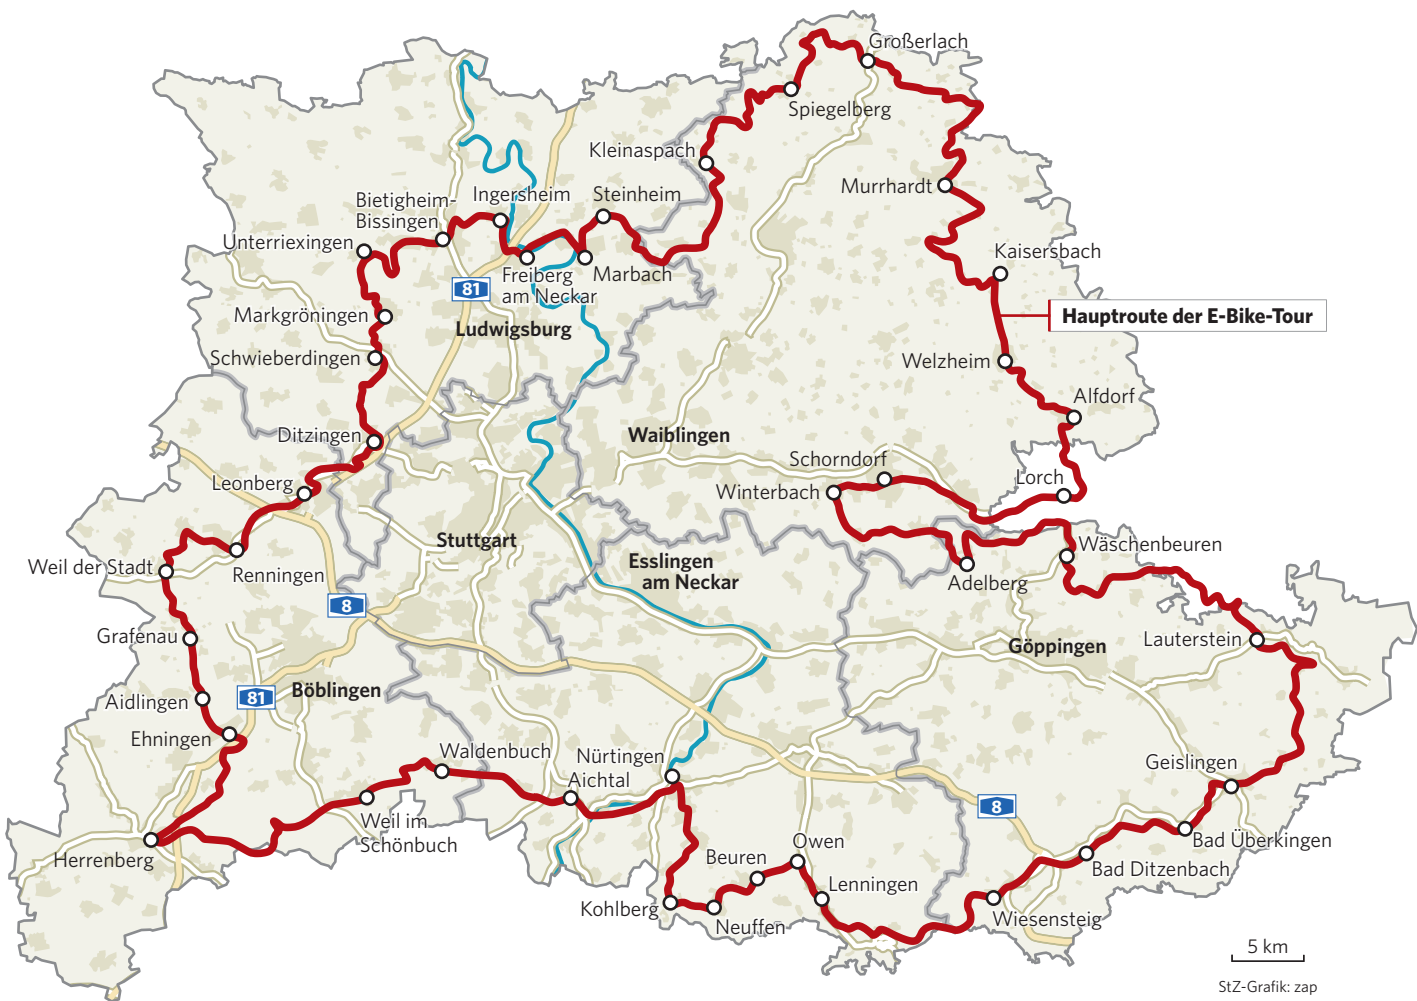 Großerlach
Spiegelberg
Kleinaspach
Murrhardt
Ingersheim
Steinheim
Bietigheim-
Bissingen
Unterriexingen
Kaisersbach
Freiberg
am Neckar
Marbach
81
Markgröningen
Ludwigsburg
Hauptroute der E-Bike-Tour
Schwieberdingen
Welzheim
Alfdorf
Ditzingen
Waiblingen
Schorndorf
Leonberg
Winterbach
Lorch
Stuttgart
Wäschenbeuren
Weil der Stadt
Renningen
Esslingen
am Neckar
Adelberg
8
Grafenau
Lauterstein
Göppingen
Böblingen
81
Aidlingen
Ehningen
Waldenbuch
Nürtingen
Aichtal
Geislingen
8
Weil im
Schönbuch
Herrenberg
Bad Überkingen
Owen
Beuren
Bad Ditzenbach
Lenningen
Kohlberg
Neuffen
Wiesensteig
5 km
StZ-Grafik: zap